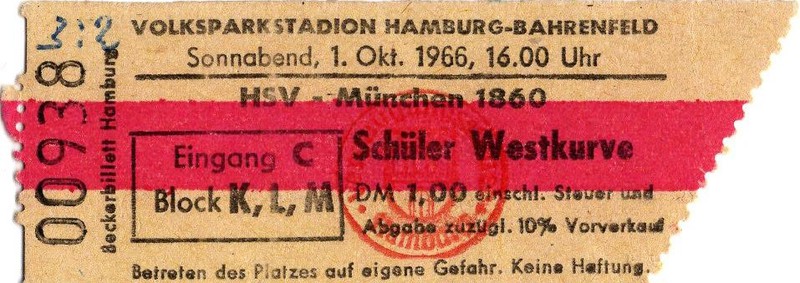 3:2
VOLKSPARKSTADION HAMBURG-BAHRENFELD
Sonnabend, 1. Okt. 1966, 16.00 Uhr
HSV - München 1860
Schüler Westkurve
Eingang C
Block K, L, M
DM 1,00 einschl. Steuer und
Abgabe zuzügl. 10% Vorverkauf
Betreten des Platzes auf eigene Gefahr. Keine Haftung.
00938
Beckerbillett Hamburg